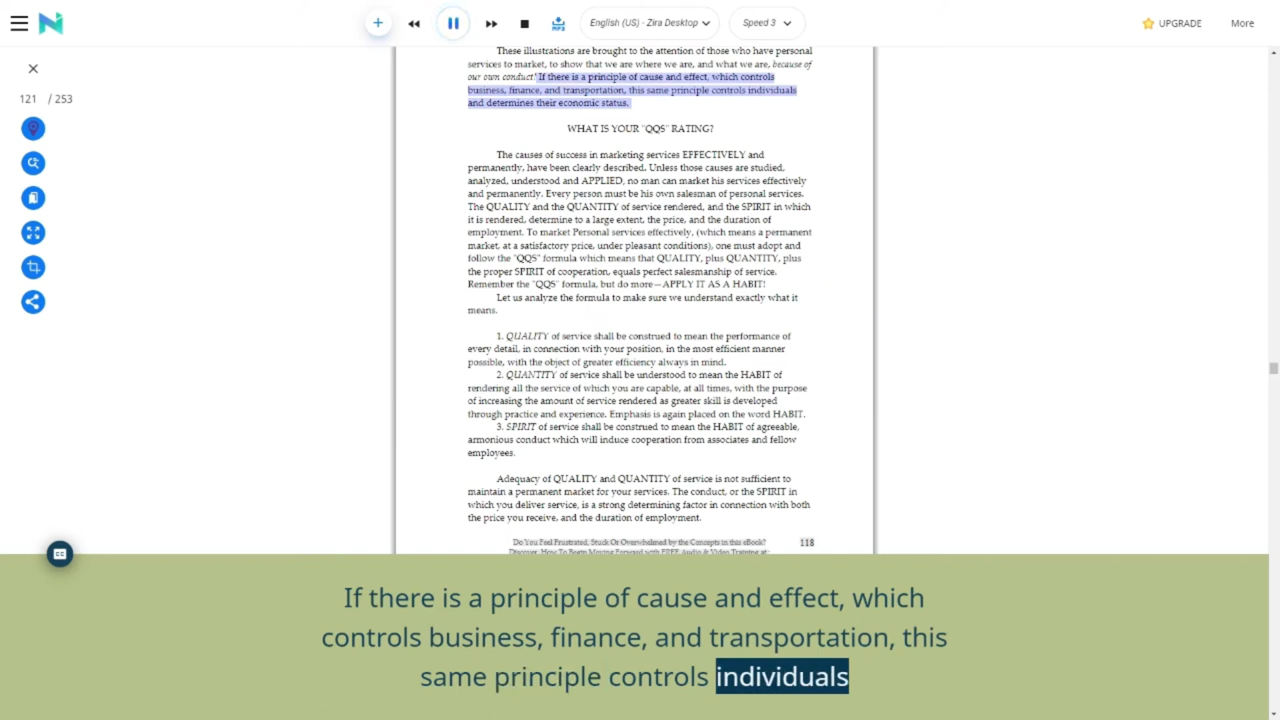 English (US) - Zira Desktop
Speed 3
UPGRADE
More
121 / 253
These illustrations are brought to the attention of those who have personal
services to market, to show that we are where we are, and what we are, because of
our own conduct! If there is a principle of cause and effect, which controls
business, finance, and transportation, this same principle controls individuals
and determines their economic status.
WHAT IS YOUR "QQS" RATING?
The causes of success in marketing services EFFECTIVELY and
permanently, have been clearly described. Unless those causes are studied,
analyzed, understood and APPLIED, no man can market his services effectively
and permanently. Every person must be his own salesman of personal services.
The QUALITY and the QUANTITY of service rendered, and the SPIRIT in which
it is rendered, determine to a large extent, the price, and the duration of
employment. To market Personal services effectively, (which means a permanent
market, at a satisfactory price, under pleasant conditions), one must adopt and
follow the "QQS" formula which means that QUALITY, plus QUANTITY, plus
the proper SPIRIT of cooperation, equals perfect salesmanship of service.
Remember the "QQS" formula, but do more—APPLY IT AS A HABIT!
Let us analyze the formula to make sure we understand exactly what it
means.
1. QUALITY of service shall be construed to mean the performance of
every detail, in connection with your position, in the most efficient manner
possible, with the object of greater efficiency always in mind.
2. QUANTITY of service shall be understood to mean the HABIT of
rendering all the service of which you are capable, at all times, with the purpose
of increasing the amount of service rendered as greater skill is developed
through practice and experience. Emphasis is again placed on the word HABIT.
3. SPIRIT of service shall be construed to mean the HABIT of agreeable,
armonious conduct which will induce cooperation from associates and fellow
employees.
Adequacy of QUALITY and QUANTITY of service is not sufficient to
maintain a permanent market for your services. The conduct, or the SPIRIT in
which you deliver service, is a strong determining factor in connection with both
the price you receive, and the duration of employment.
Do You Feel Frustrated, Stuck Or Overwhelmed by the Concepts in this eBook? 118
Discover, How To Begin Moving Forward with FREE Audio & Video Training at:
CC
If there is a principle of cause and effect, which
controls business, finance, and transportation, this
same principle controls individuals